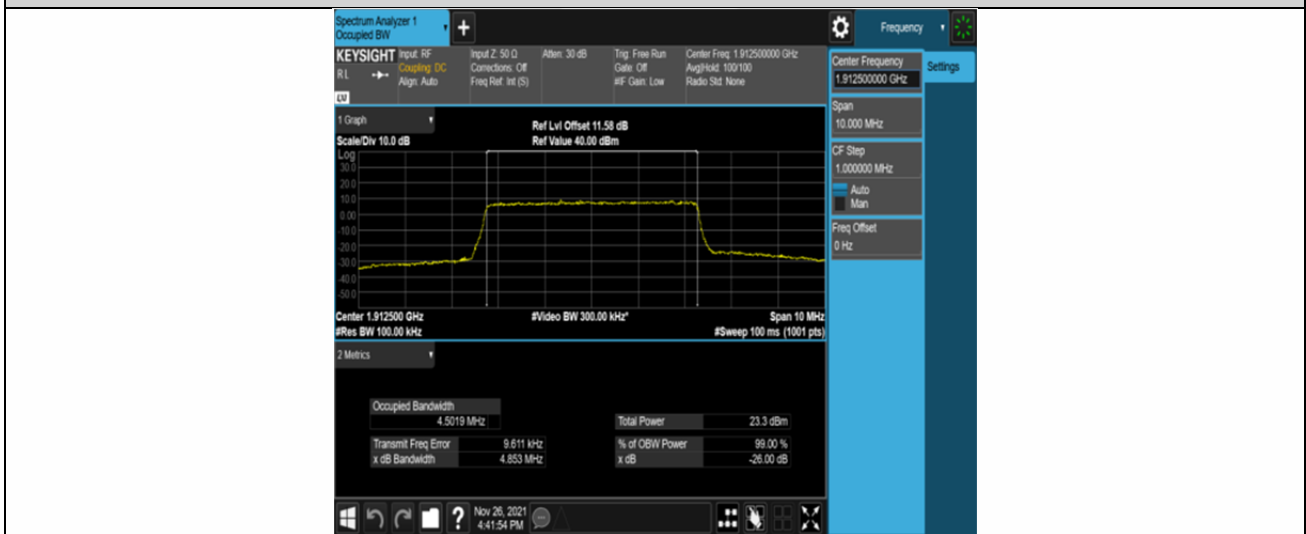 Spectrum Analyzer 1
Occupied BW
+
Frequency
KEYSIGHT Input: RF
Coupling: DC
Align: Auto
R L
LXI
Input Z: 50 Ω
Corrections: Off
Freq Ref: Int (S)
Atten: 30 dB
Trig: Free Run
Gate: Off
#IF Gain: Low
Center Freq: 1.912500000 GHz
Avg|Hold: 100/100
Radio Std: None
Center Frequency
1.912500000 GHz
Settings
Span
10.000 MHz
CF Step
1.000000 MHz
Auto
Man
Freq Offset
0 Hz
1 Graph
Scale/Div 10.0 dB
Ref Lvl Offset 11.58 dB
Ref Value 40.00 dBm
Log
30.0
20.0
10.0
0.00
-10.0
-20.0
-30.0
-40.0
-50.0
Center 1.912500 GHz
#Res BW 100.00 kHz
#Video BW 300.00 kHz*
Span 10 MHz
#Sweep 100 ms (1001 pts)
2 Metrics
Occupied Bandwidth
4.5019 MHz
Total Power 23.3 dBm
Transmit Freq Error 9.611 kHz
% of OBW Power 99.00 %
x dB Bandwidth 4.853 MHz
x dB -26.00 dB
?
Nov 26, 2021
4:41:54 PM